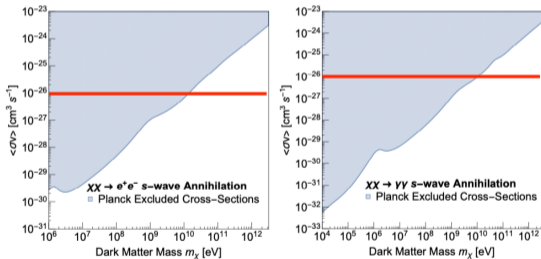 10⁻²³
10⁻²⁴
10⁻²⁵
10⁻²⁶
10⁻²⁷
10⁻²⁸
10⁻²⁹
10⁻³⁰
10⁻³¹
<σv> [cm³ s⁻¹]
χχ → e⁺e⁻ s-wave Annihilation
Planck Excluded Cross-Sections
10⁶ 10⁷ 10⁸ 10⁹ 10¹⁰ 10¹¹ 10¹²
Dark Matter Mass mχ [eV]
10⁻²³
10⁻²⁴
10⁻²⁵
10⁻²⁶
10⁻²⁷
10⁻²⁸
10⁻²⁹
10⁻³⁰
10⁻³¹
10⁻³²
10⁻³³
<σv> [cm³ s⁻¹]
χχ → γγ s-wave Annihilation
Planck Excluded Cross-Sections
10⁴ 10⁵ 10⁶ 10⁷ 10⁸ 10⁹ 10¹⁰ 10¹¹ 10¹²
Dark Matter Mass mχ [eV]